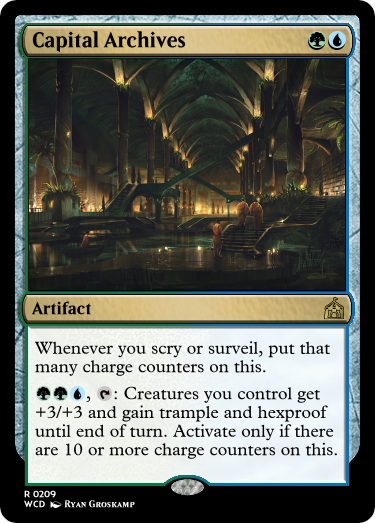 Capital Archives
Artifact
Whenever you scry or surveil, put that
many charge counters on this.
, : Creatures you control get
+3/+3 and gain trample and hexproof
until end of turn. Activate only if there
are 10 or more charge counters on this.
R 0209
WCD Ryan Groskamp